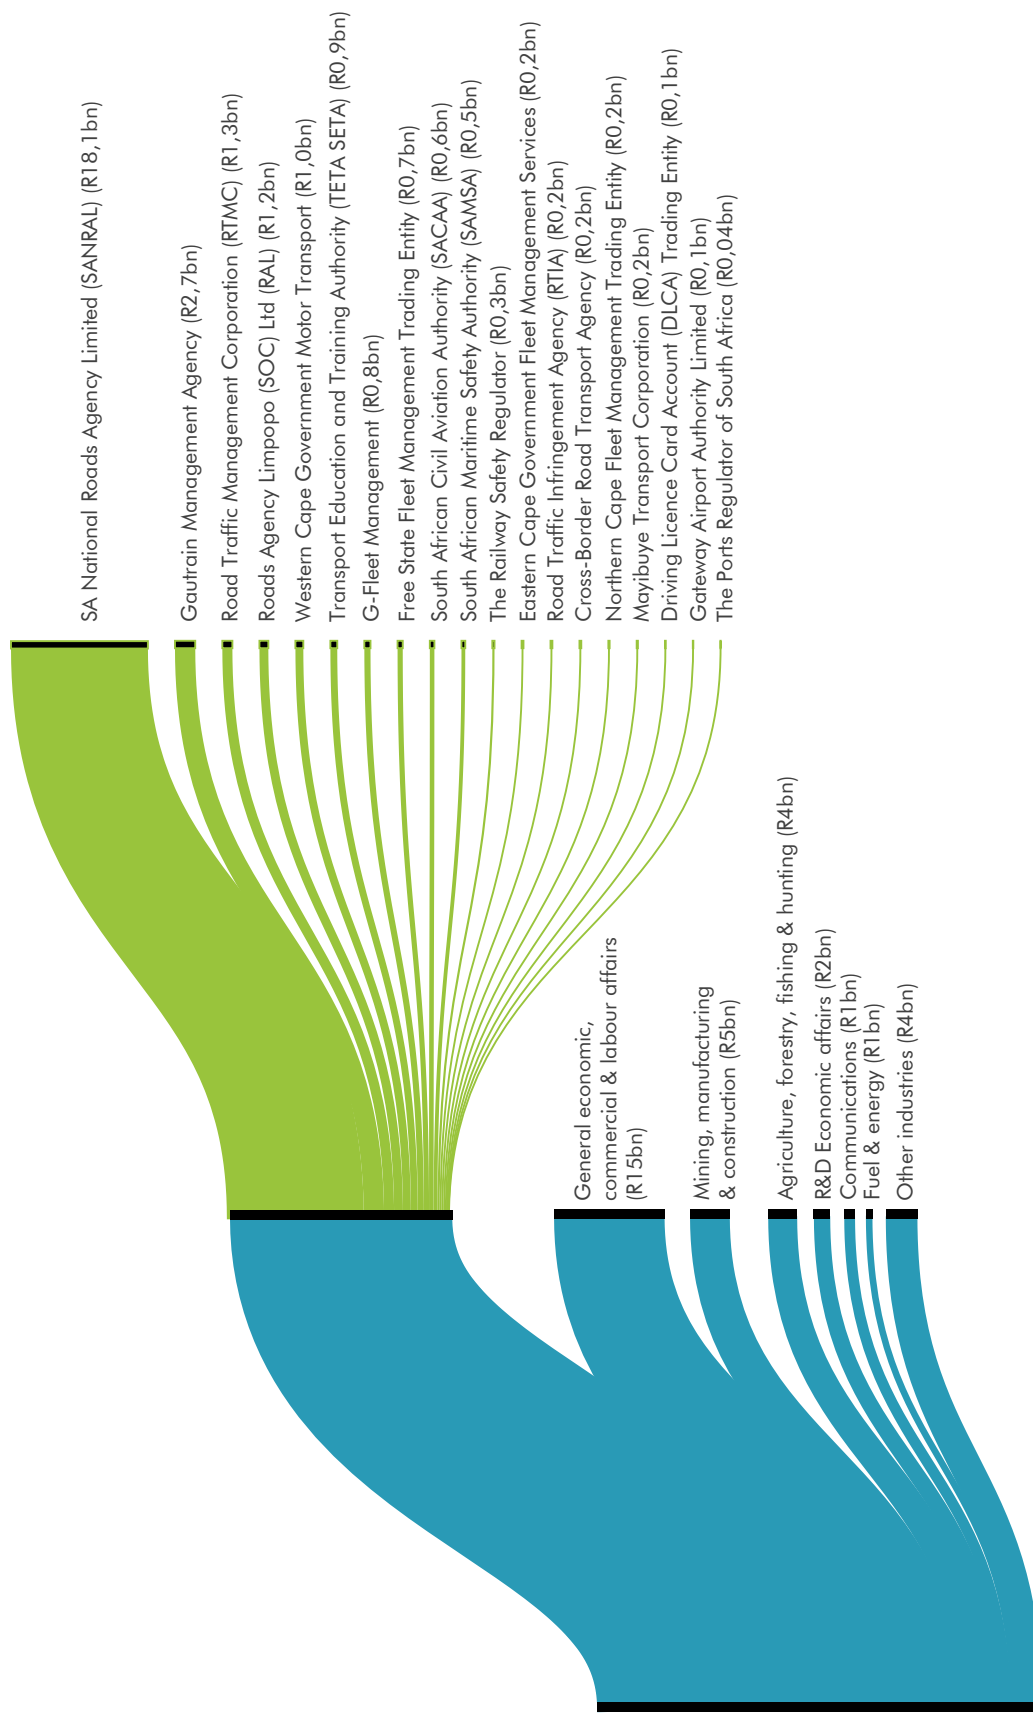 SA National Roads Agency Limited (SANRAL) (R18,1bn)
Gautrain Management Agency (R2,7bn)
Road Traffic Management Corporation (RTMC) (R1,3bn)
Roads Agency Limpopo (SOC) Ltd (RAL) (R1,2bn)
Western Cape Government Motor Transport (R1,0bn)
Transport Education and Training Authority (TETA SETA) (R0,9bn)
G-Fleet Management (R0,8bn)
Free State Fleet Management Trading Entity (R0,7bn)
South African Civil Aviation Authority (SACAA) (R0,6bn)
South African Maritime Safety Authority (SAMSA) (R0,5bn)
The Railway Safety Regulator (R0,3bn)
Eastern Cape Government Fleet Management Services (R0,2bn)
Road Traffic Infringement Agency (RTIA) (R0,2bn)
Cross-Border Road Transport Agency (R0,2bn)
Northern Cape Fleet Management Trading Entity (R0,2bn)
Mayibuye Transport Corporation (R0,2bn)
Driving Licence Card Account (DLCA) Trading Entity (R0,1bn)
Gateway Airport Authority Limited (R0,1bn)
The Ports Regulator of South Africa (R0,04bn)
General economic,
commercial & labour affairs
(R15bn)
Mining, manufacturing
& construction (R5bn)
Agriculture, forestry, fishing & hunting (R4bn)
R&D Economic affairs (R2bn)
Communications (R1bn)
Fuel & energy (R1bn)
Other industries (R4bn)